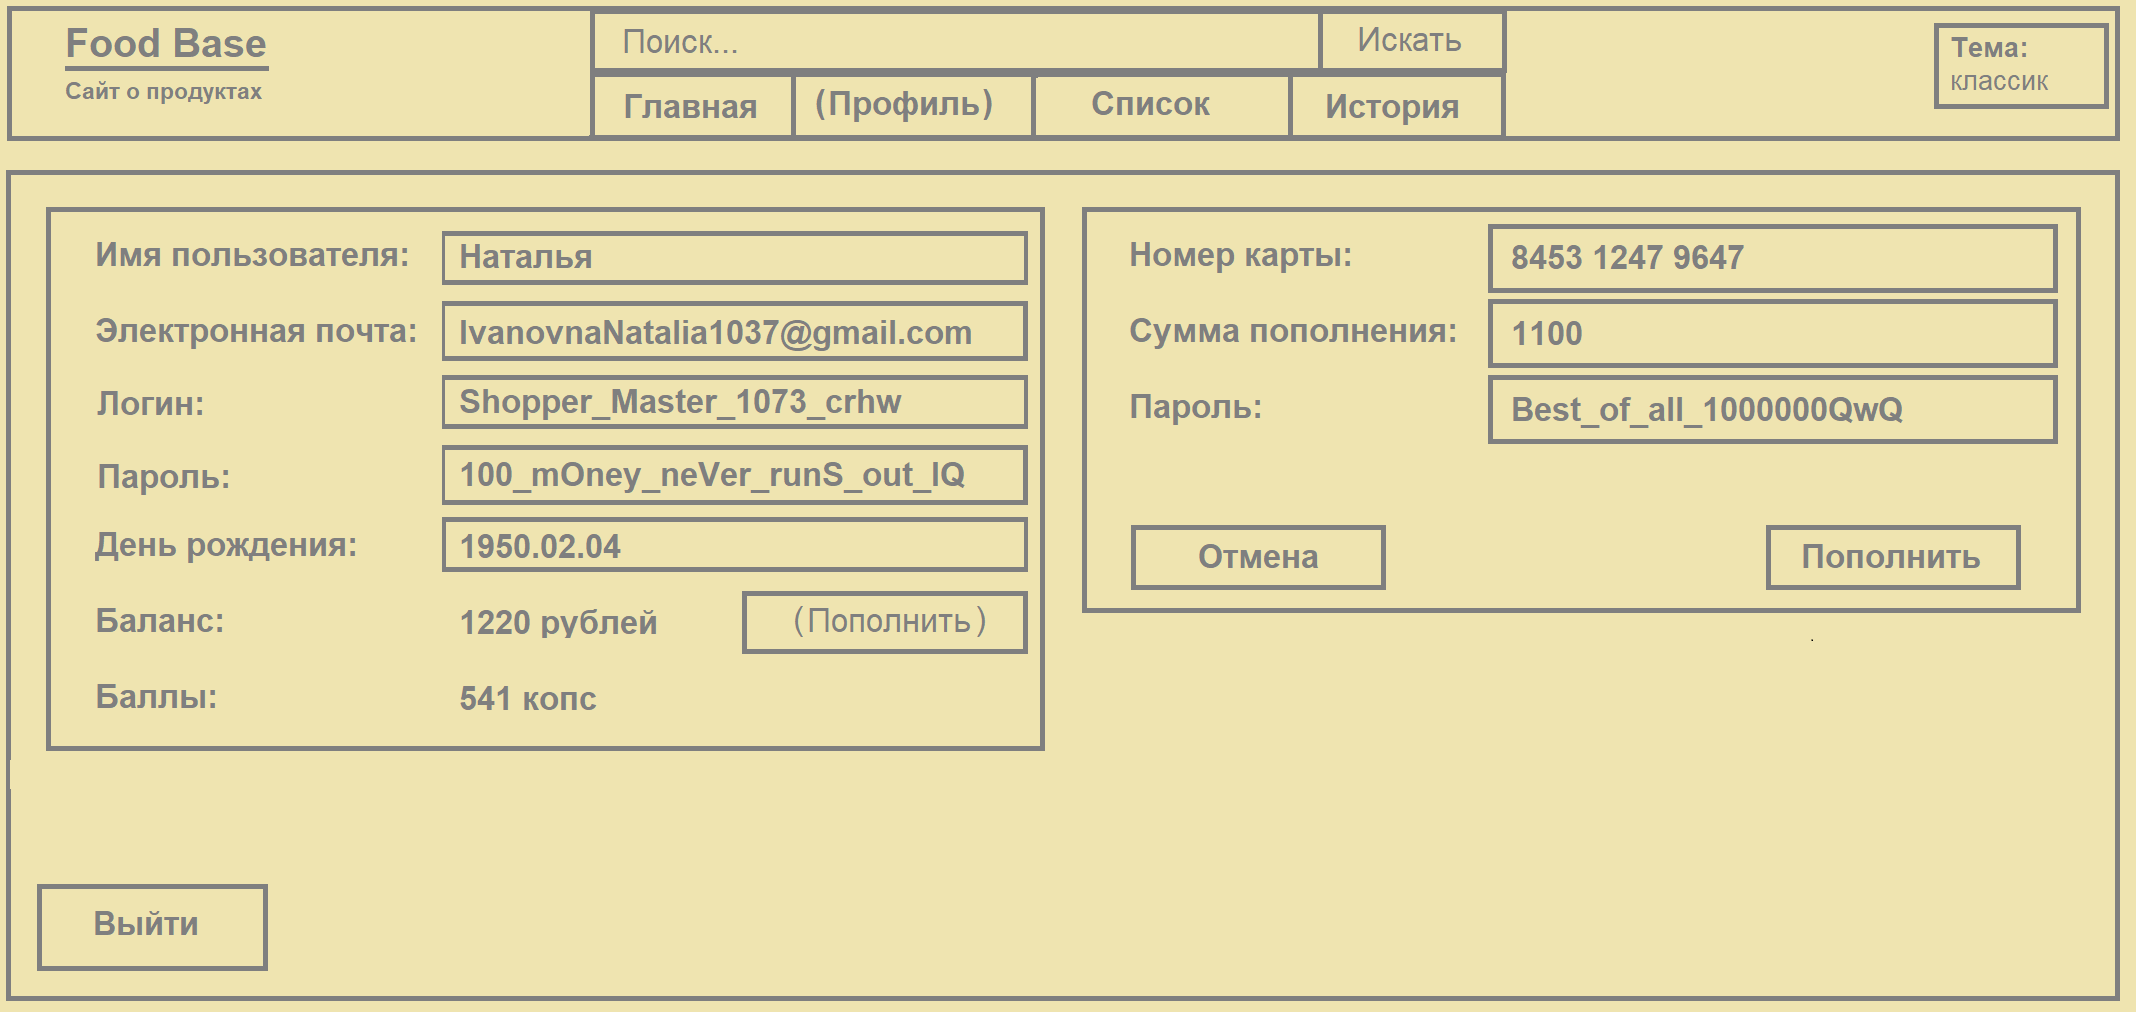 Food Base
Сайт о продуктах
Поиск...
Искать
Главная
(Профиль)
Список
История
Тема:
классик
Имя пользователя:
Наталья
Электронная почта:
IvanovnaNatalia1037@gmail.com
Логин:
Shopper_Master_1073_crhw
Пароль:
100_mOney_neVer_runS_out_IQ
День рождения:
1950.02.04
Баланс:
1220 рублей
(Пополнить)
Баллы:
541 копс
Номер карты:
8453 1247 9647
Сумма пополнения:
1100
Пароль:
Best_of_all_1000000QwQ
Отмена
Пополнить
Выйти